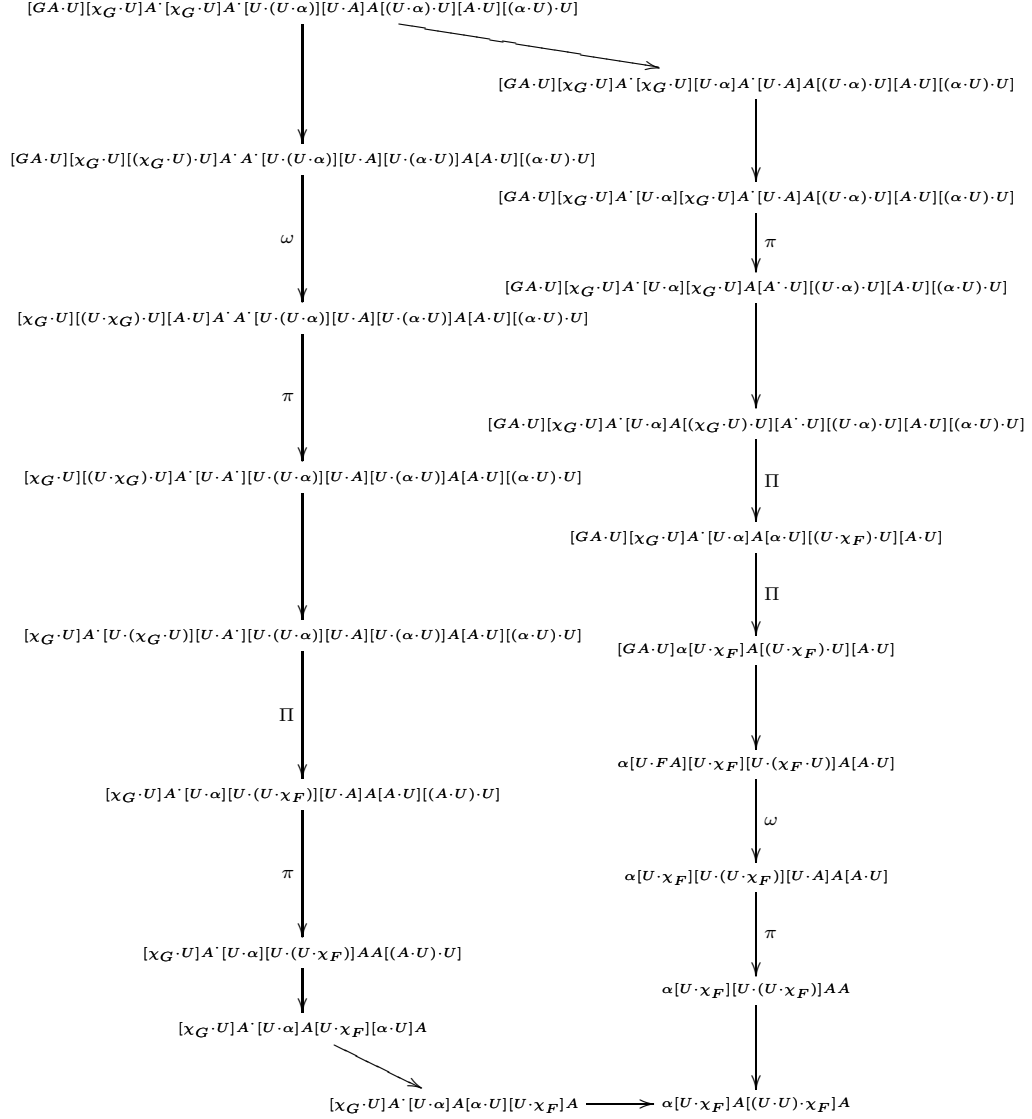 [GA·U][χ_G·U]A˙[χ_G·U]A˙[U·(U·α)][U·A]A[(U·α)·U][A·U][(α·U)·U]
[GA·U][χ_G·U]A˙[χ_G·U][U·α]A˙[U·A]A[(U·α)·U][A·U][(α·U)·U]
[GA·U][χ_G·U][(χ_G·U)·U]A˙A˙[U·(U·α)][U·A][U·(α·U)]A[A·U][(α·U)·U]
[GA·U][χ_G·U]A˙[U·α][χ_G·U]A˙[U·A]A[(U·α)·U][A·U][(α·U)·U]
ω
π
[GA·U][χ_G·U]A˙[U·α][χ_G·U]A[A˙·U][(U·α)·U][A·U][(α·U)·U]
[χ_G·U][(U·χ_G)·U][A·U]A˙A˙[U·(U·α)][U·A][U·(α·U)]A[A·U][(α·U)·U]
π
[GA·U][χ_G·U]A˙[U·α]A[(χ_G·U)·U][A˙·U][(U·α)·U][A·U][(α·U)·U]
[χ_G·U][(U·χ_G)·U]A˙[U·A˙][U·(U·α)][U·A][U·(α·U)]A[A·U][(α·U)·U]
Π
[GA·U][χ_G·U]A˙[U·α]A[α·U][(U·χ_F)·U][A·U]
Π
[χ_G·U]A˙[U·(χ_G·U)][U·A˙][U·(U·α)][U·A][U·(α·U)]A[A·U][(α·U)·U]
[GA·U]α[U·χ_F]A[(U·χ_F)·U][A·U]
Π
α[U·FA][U·χ_F][U·(χ_F·U)]A[A·U]
[χ_G·U]A˙[U·α][U·(U·χ_F)][U·A]A[A·U][(A·U)·U]
ω
π
α[U·χ_F][U·(U·χ_F)][U·A]A[A·U]
π
[χ_G·U]A˙[U·α][U·(U·χ_F)]AA[(A·U)·U]
α[U·χ_F][U·(U·χ_F)]AA
[χ_G·U]A˙[U·α]A[U·χ_F][α·U]A
[χ_G·U]A˙[U·α]A[α·U][U·χ_F]A
α[U·χ_F]A[(U·U)·χ_F]A